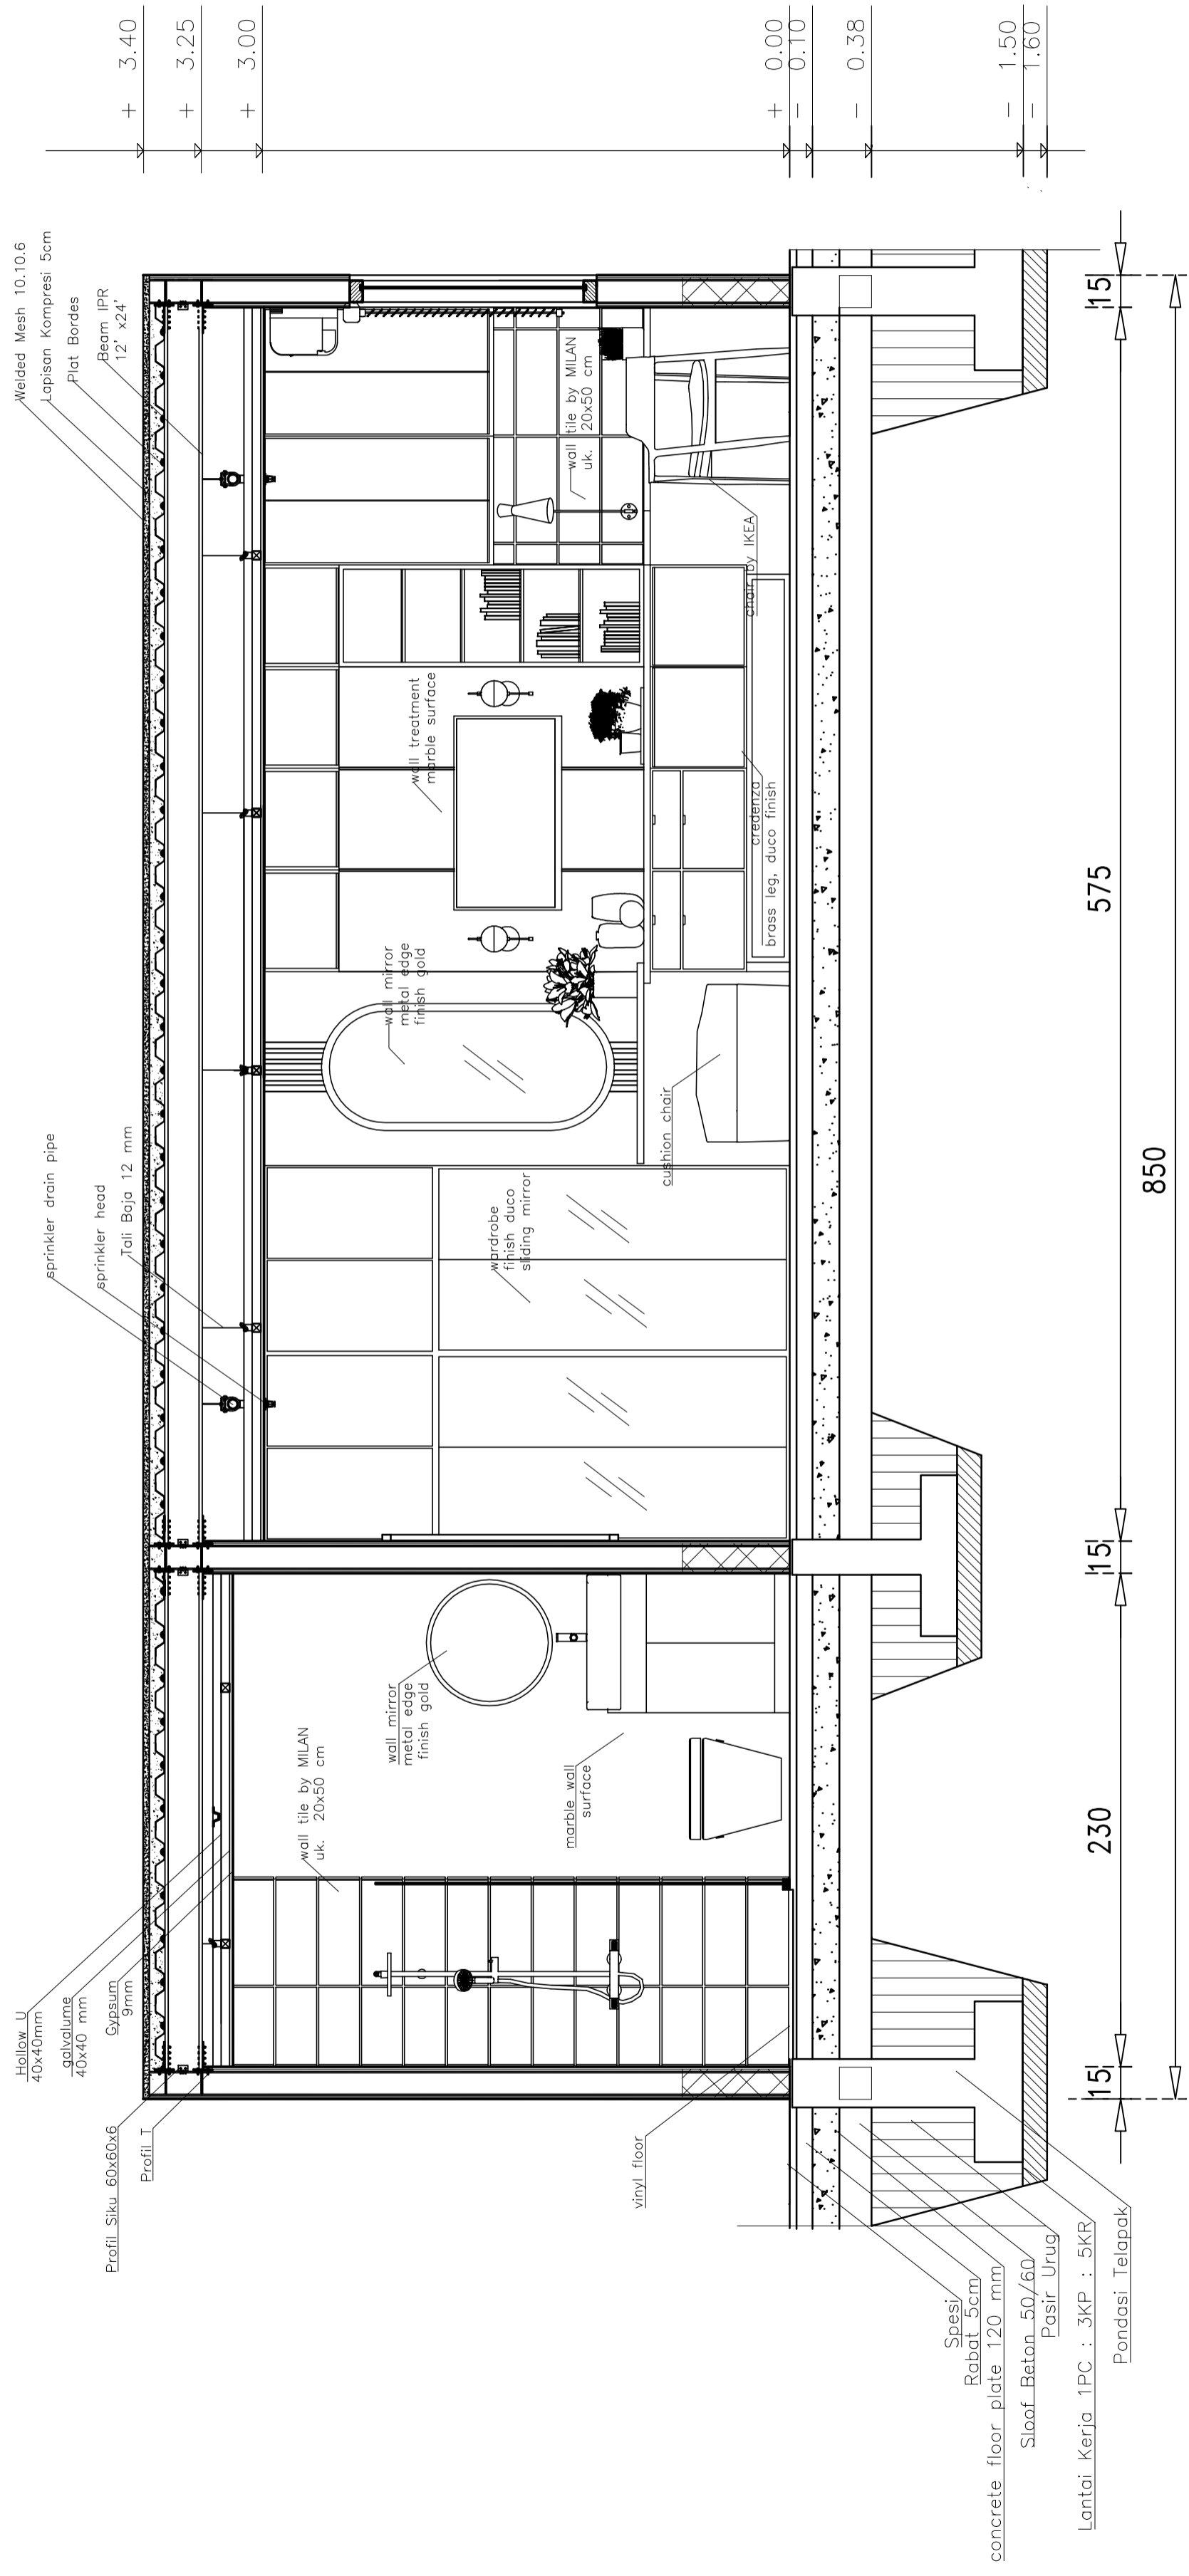 Hollow U
40x40mm
galvalume
40x40 mm
Gypsum
9mm
Profil Siku 60x60x6
Profil T
sprinkler drain pipe
sprinkler head
Tali Baja 12 mm
Welded Mesh 10.10.6
Lapisan Kompresi 5cm
Plat Bordes
Beam IPR
12' x24'
+ 3.40
+ 3.25
+ 3.00
+ 0.00
- 0.10
- 0.38
- 1.50
- 1.60
wall tile by MILAN
uk. 20x50 cm
wall mirror
metal edge
finish gold
marble wall
surface
vinyl floor
wardrobe
finish duco
sliding mirror
wall mirror
metal edge
finish gold
cushion chair
wall treatment
marble surface
credenza
brass leg, duco finish
wall tile by MILAN
uk. 20x50 cm
chair by IKEA
Spesi
Rabat 5cm
concrete floor plate 120 mm
Sloof Beton 50/60
Pasir Urug
Lantai Kerja 1PC : 3KP : 5KR
Pondasi Telapak
15
230
15
575
15
850